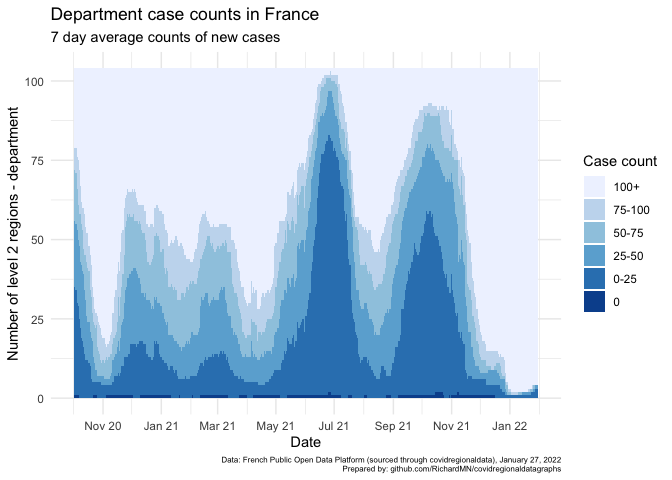 Department case counts in France
7 day average counts of new cases
Number of level 2 regions - department
100
75
50
25
0
Nov 20 Jan 21 Mar 21 May 21 Jul 21 Sep 21 Nov 21 Jan 22
Date
Case count
100+
75-100
50-75
25-50
0-25
0
Data: French Public Open Data Platform (sourced through covidregionaldata), January 27, 2022
Prepared by: github.com/RichardMN/covidregionaldatagraphs